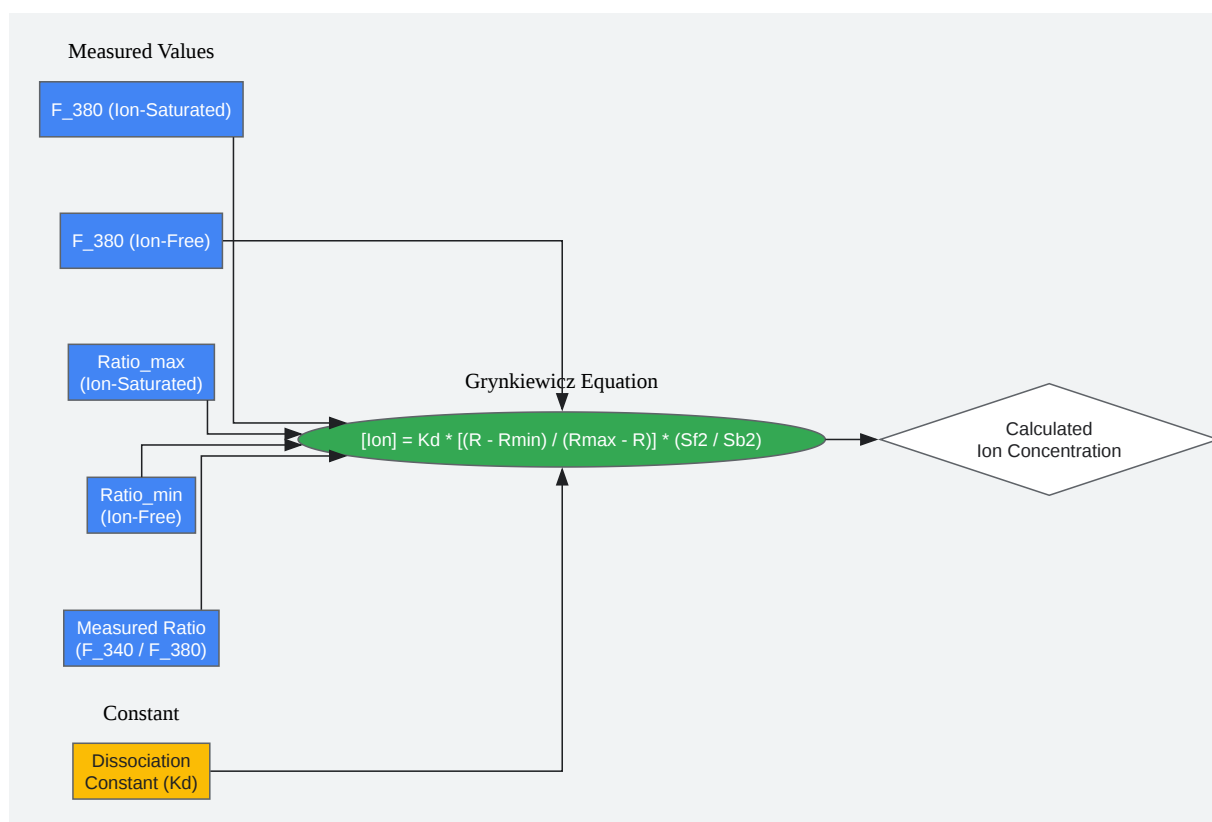 Measured Values
F_380 (Ion-Saturated)
F_380 (Ion-Free)
Ratio_max
(Ion-Saturated)
Grynkiewicz Equation
[Ion] = Kd * [(R - Rmin) / (Rmax - R)] * (Sf2 / Sb2)
Calculated
Ion Concentration
Ratio_min
(Ion-Free)
Measured Ratio
(F_340 / F_380)
Constant
Dissociation
Constant (Kd)